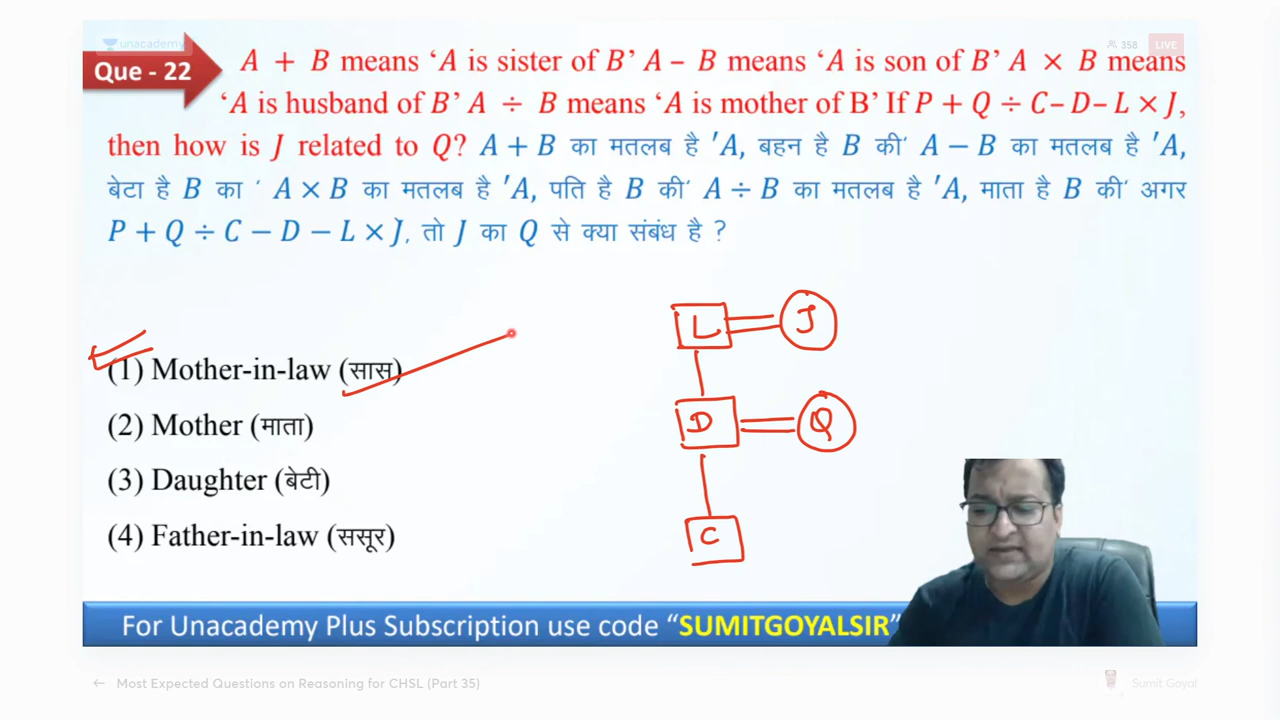 unacademy
358 LIVE
Que - 22
A + B means ‘A is sister of B’ A – B means ‘A is son of B’ A × B means
‘A is husband of B’ A ÷ B means ‘A is mother of B’ If P + Q ÷ C – D – L × J,
then how is J related to Q? A + B का मतलब है ′A, बहन है B की‘ A – B का मतलब है ′A,
बेटा है B का ‘ A × B का मतलब है ′A, पति है B की‘ A ÷ B का मतलब है ′A, माता है B की‘ अगर
P + Q ÷ C – D – L × J, तो J का Q से क्या संबंध है ?
L J
(1) Mother-in-law (सास)
(2) Mother (माता)
D Q
(3) Daughter (बेटी)
(4) Father-in-law (ससूर)
C
For Unacademy Plus Subscription use code “SUMITGOYALSIR”
← Most Expected Questions on Reasoning for CHSL (Part 35)
Sumit Goyal